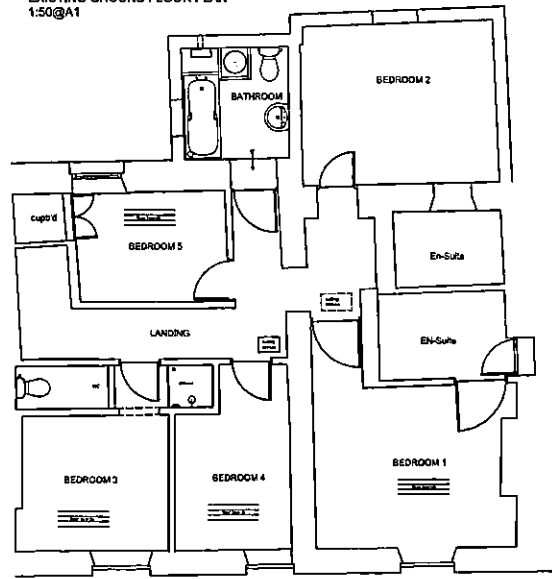 EXISTING GROUND FLOOR PLAN
1:50@A1
BEDROOM 2
BATHROOM
Cupb'd
BEDROOM 5
En-Suite
LANDING
EN-Suite
WC
BEDROOM 3
BEDROOM 4
BEDROOM 1